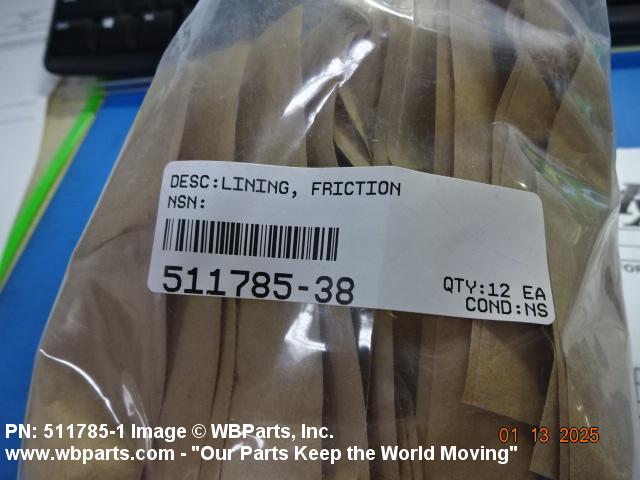 DESC:LINING, FRICTION
NSN:
511785-38
QTY:12 EA
COND:NS
PN: 511785-1 Image © WBParts, Inc.
01 13 2025
www.wbparts.com - "Our Parts Keep the World Moving"